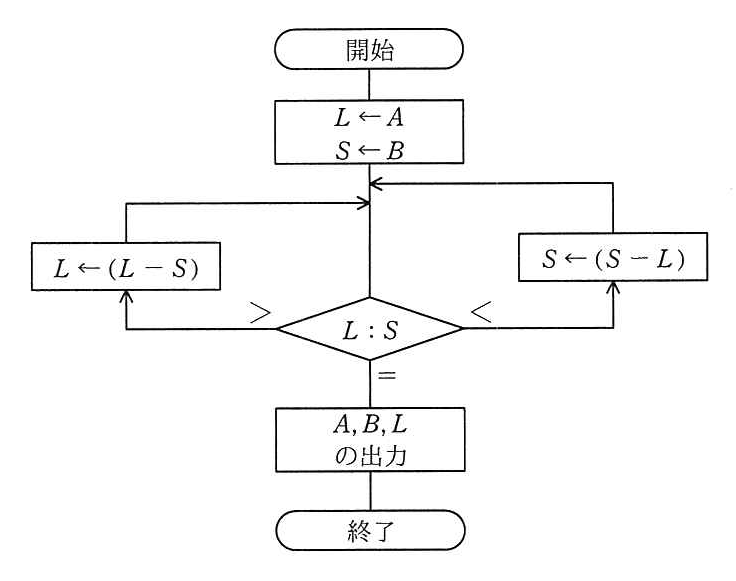 開始
L ← A
S ← B
L ← (L − S)
S ← (S − L)
>
<
L : S
=
A, B, L
の出力
終了